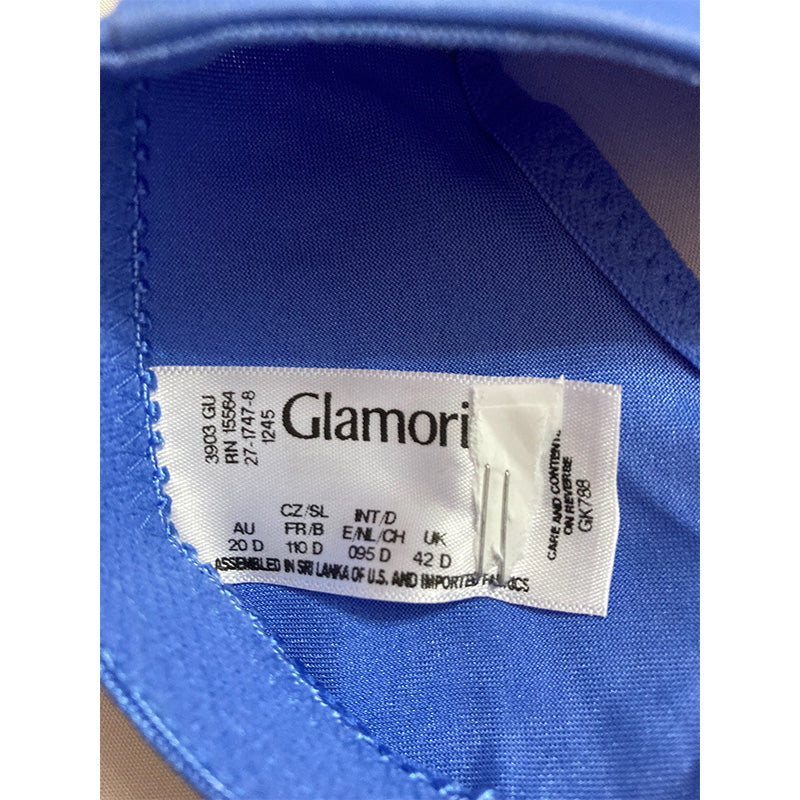 3903 GU
RN 15564
27-1747-8
1245
Glamori
CZ/SL INT/D
AU FR/B E/NL/CH UK
20 D 110 D 095 D 42 D
ASSEMBLED IN SRI LANKA OF U.S. AND IMPORTED
CARE AND CONTENT
ON REVERSE
GK788